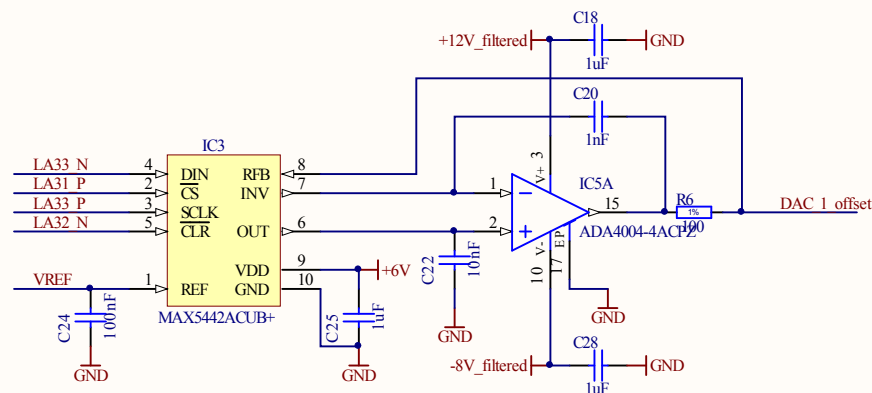 C18
+12V_filtered
GND
1uF
C20
1nF
IC3
LA33_N
4
DIN
RFB
8
LA31_P
2
CS
INV
7
LA33_P
3
SCLK
LA32_N
5
CLR
OUT
6
VDD
9
+6V
GND
10
VREF
1
REF
MAX5442ACUB+
C24
100nF
GND
C25
1uF
GND
C22
10nF
GND
1
2
V+
3
IC5A
15
ADA4004-4ACPZ
V-
10
EP
17
GND
R6
1%
100
DAC_1_offset
-8V_filtered
C28
1uF
GND